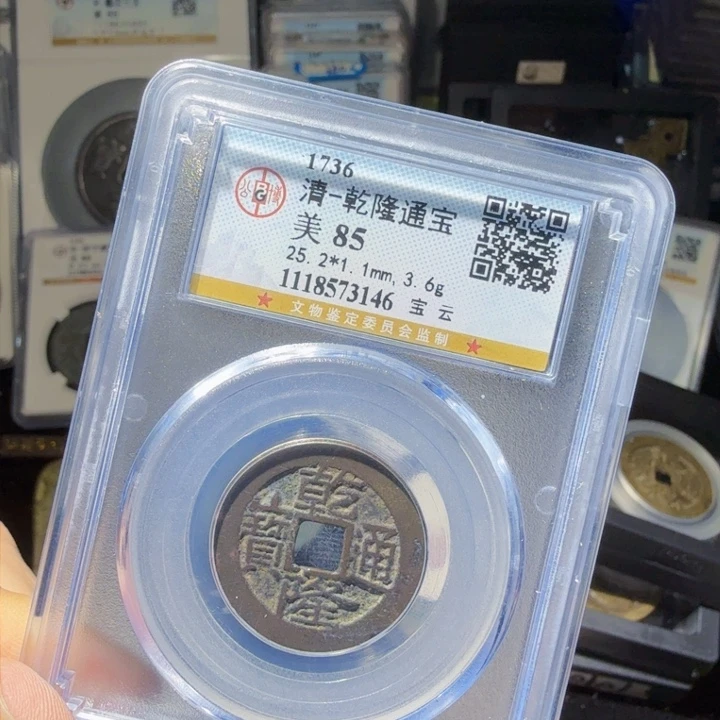 1736
清-乾隆通宝
美 85
25.2*1.1mm, 3.6g
1118573146 宝云
文物鉴定委员会监制
乾
寶 通
隆